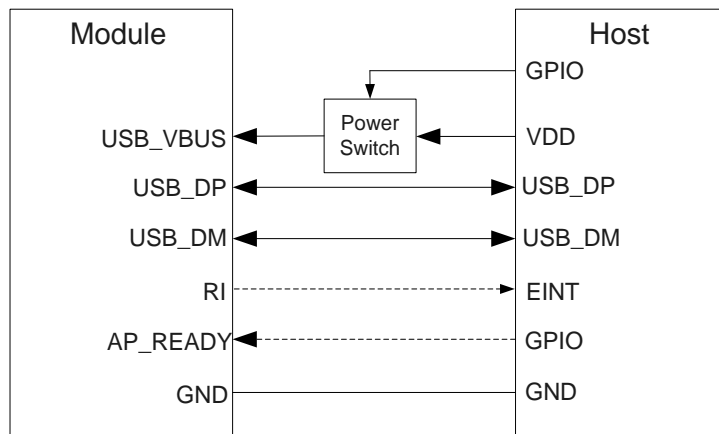 Module
Host
GPIO
Power
Switch
USB_VBUS
VDD
USB_DP
USB_DP
USB_DM
USB_DM
RI
EINT
AP_READY
GPIO
GND
GND